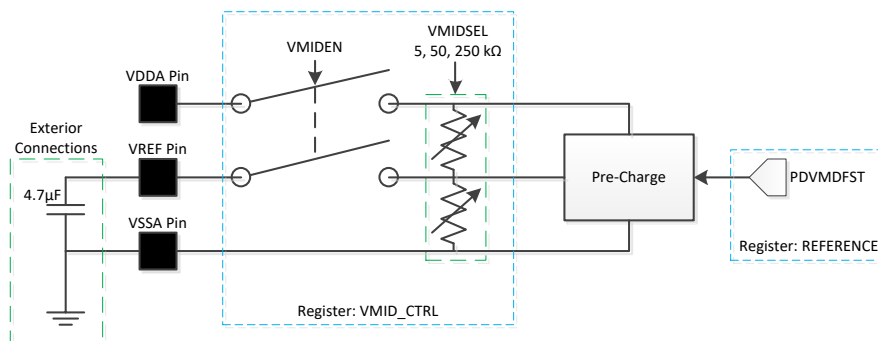 VMIDEN
VMIDSEL
5, 50, 250 kΩ
VDDA Pin
Exterior
Connections
VREF Pin
4.7µF
VSSA Pin
Pre-Charge
PDVMDFST
Register: REFERENCE
Register: VMID_CTRL